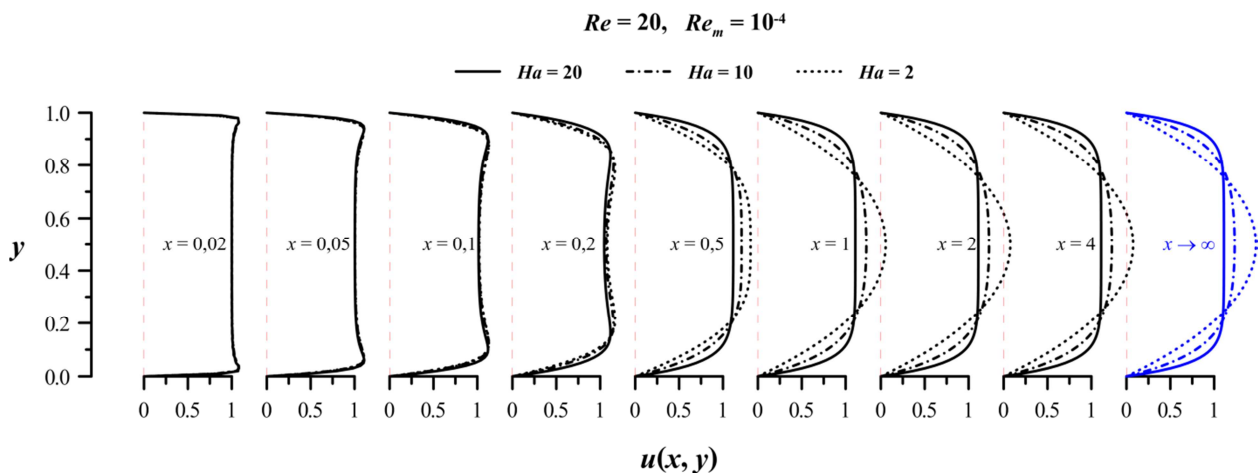 Re = 20, Re_m = 10^-4
Ha = 20 Ha = 10 Ha = 2
1.0
0.8
0.6
0.4
0.2
0.0
y
x = 0,02 x = 0,05 x = 0,1 x = 0,2 x = 0,5 x = 1 x = 2 x = 4 x → ∞
0 0.5 1 0 0.5 1 0 0.5 1 0 0.5 1 0 0.5 1 0 0.5 1 0 0.5 1 0 0.5 1 0 0.5 1
u(x, y)